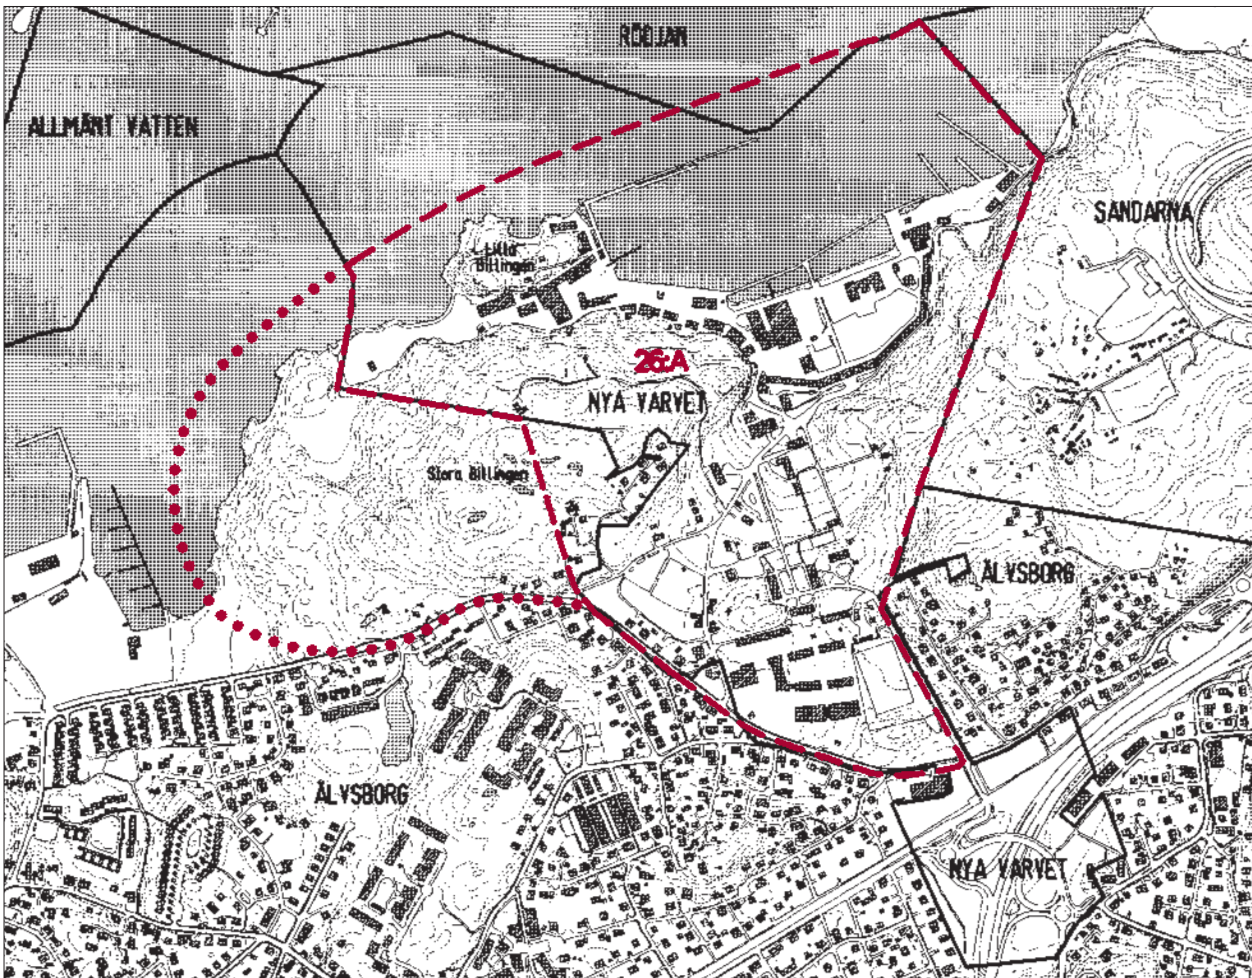 RÖDJAN
ALLMÄNT VATTEN
SANDARNA
Lilla
Billingen
26:A
NYA VARVET
Stora Billingen
ÄLVSBORG
ÄLVSBORG
NYA VARVET